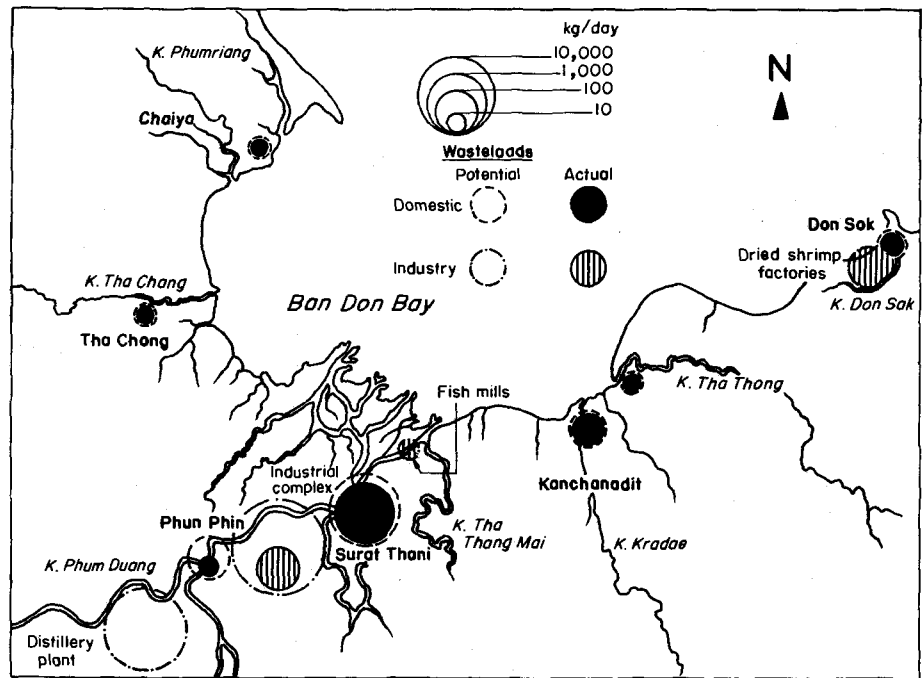 kg/day
10,000
1,000
100
10
N
K. Phumriang
Chaiya
Wasteloads
Potential
Actual
Domestic
Industry
Don Sok
Dried shrimp
factories
K. Don Sak
K. Tha Chang
Ban Don Bay
Tha Chong
Fish mills
K. Tha Thong
Industrial
complex
Kanchanadit
Phun Phin
K. Tha
Thang Mai
K. Phum Duang
Surat Thani
K. Kradae
Distillery
plant